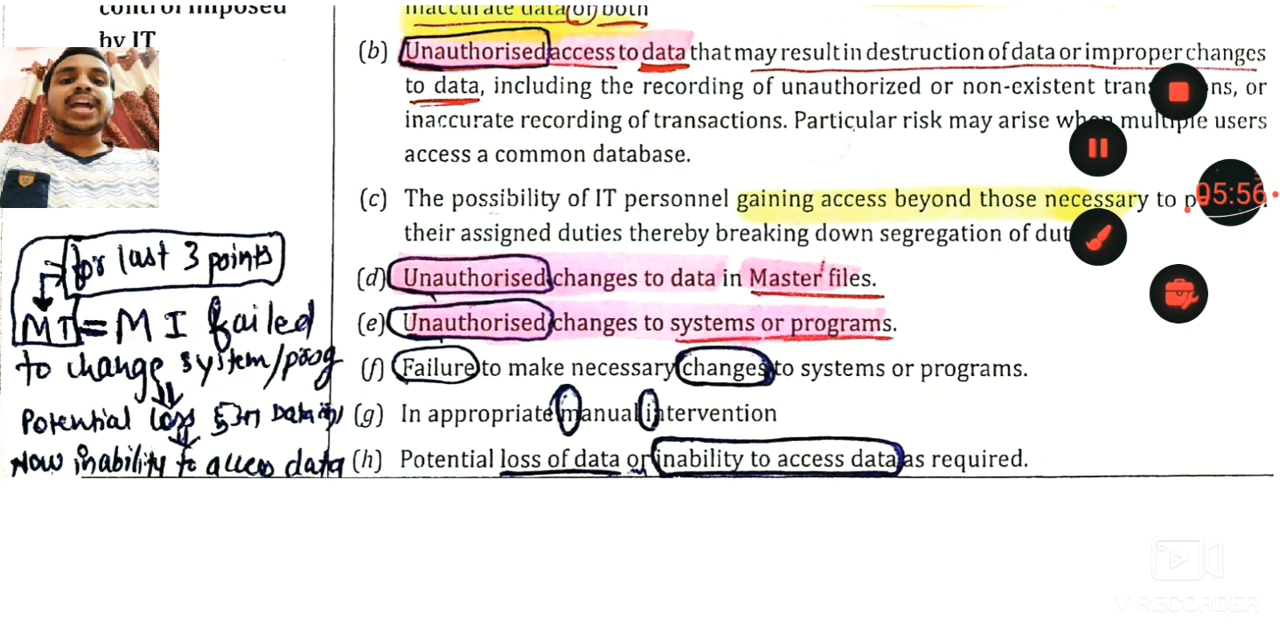 control imposed
by IT
inaccurate data or both
(b) Unauthorised access to data that may result in destruction of data or improper changes
to data, including the recording of unauthorized or non-existent ns, or
inaccurate recording of transactions. Particular risk may arise when multiple users
access a common database.
(c) The possibility of IT personnel gaining access beyond those necessary to
their assigned duties thereby breaking down segregation of
05:56
for last 3 points
(d) Unauthorised changes to data in Master files.
MI = M I failed
(e) Unauthorised changes to systems or programs.
to change system/prog
(f) Failure to make necessary changes to systems or programs.
Potential loss Data
(g) In appropriate manual intervention
Now inability to access data
(h) Potential loss of data or inability to access data as required.
V RECORDER